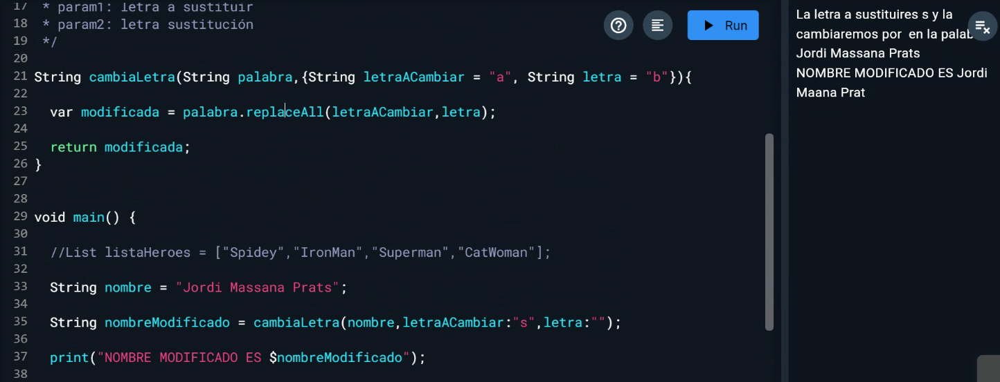 17 * param1: letra a sustituir
18 * param2: letra sustitución
19 */
20
21 String cambiaLetra(String palabra,{String letraACambiar = "a", String letra = "b"}){
22
23 var modificada = palabra.replaceAll(letraACambiar,letra);
24
25 return modificada;
26 }
27
28
29 void main() {
30
31 //List listaHeroes = ["Spidey","IronMan","Superman","CatWoman"];
32
33 String nombre = "Jordi Massana Prats";
34
35 String nombreModificado = cambiaLetra(nombre,letraACambiar:"s",letra:"");
36
37 print("NOMBRE MODIFICADO ES $nombreModificado");
38
Run
La letra a sustituires s y la
cambiaremos por en la palab
Jordi Massana Prats
NOMBRE MODIFICADO ES Jordi
Maana Prat